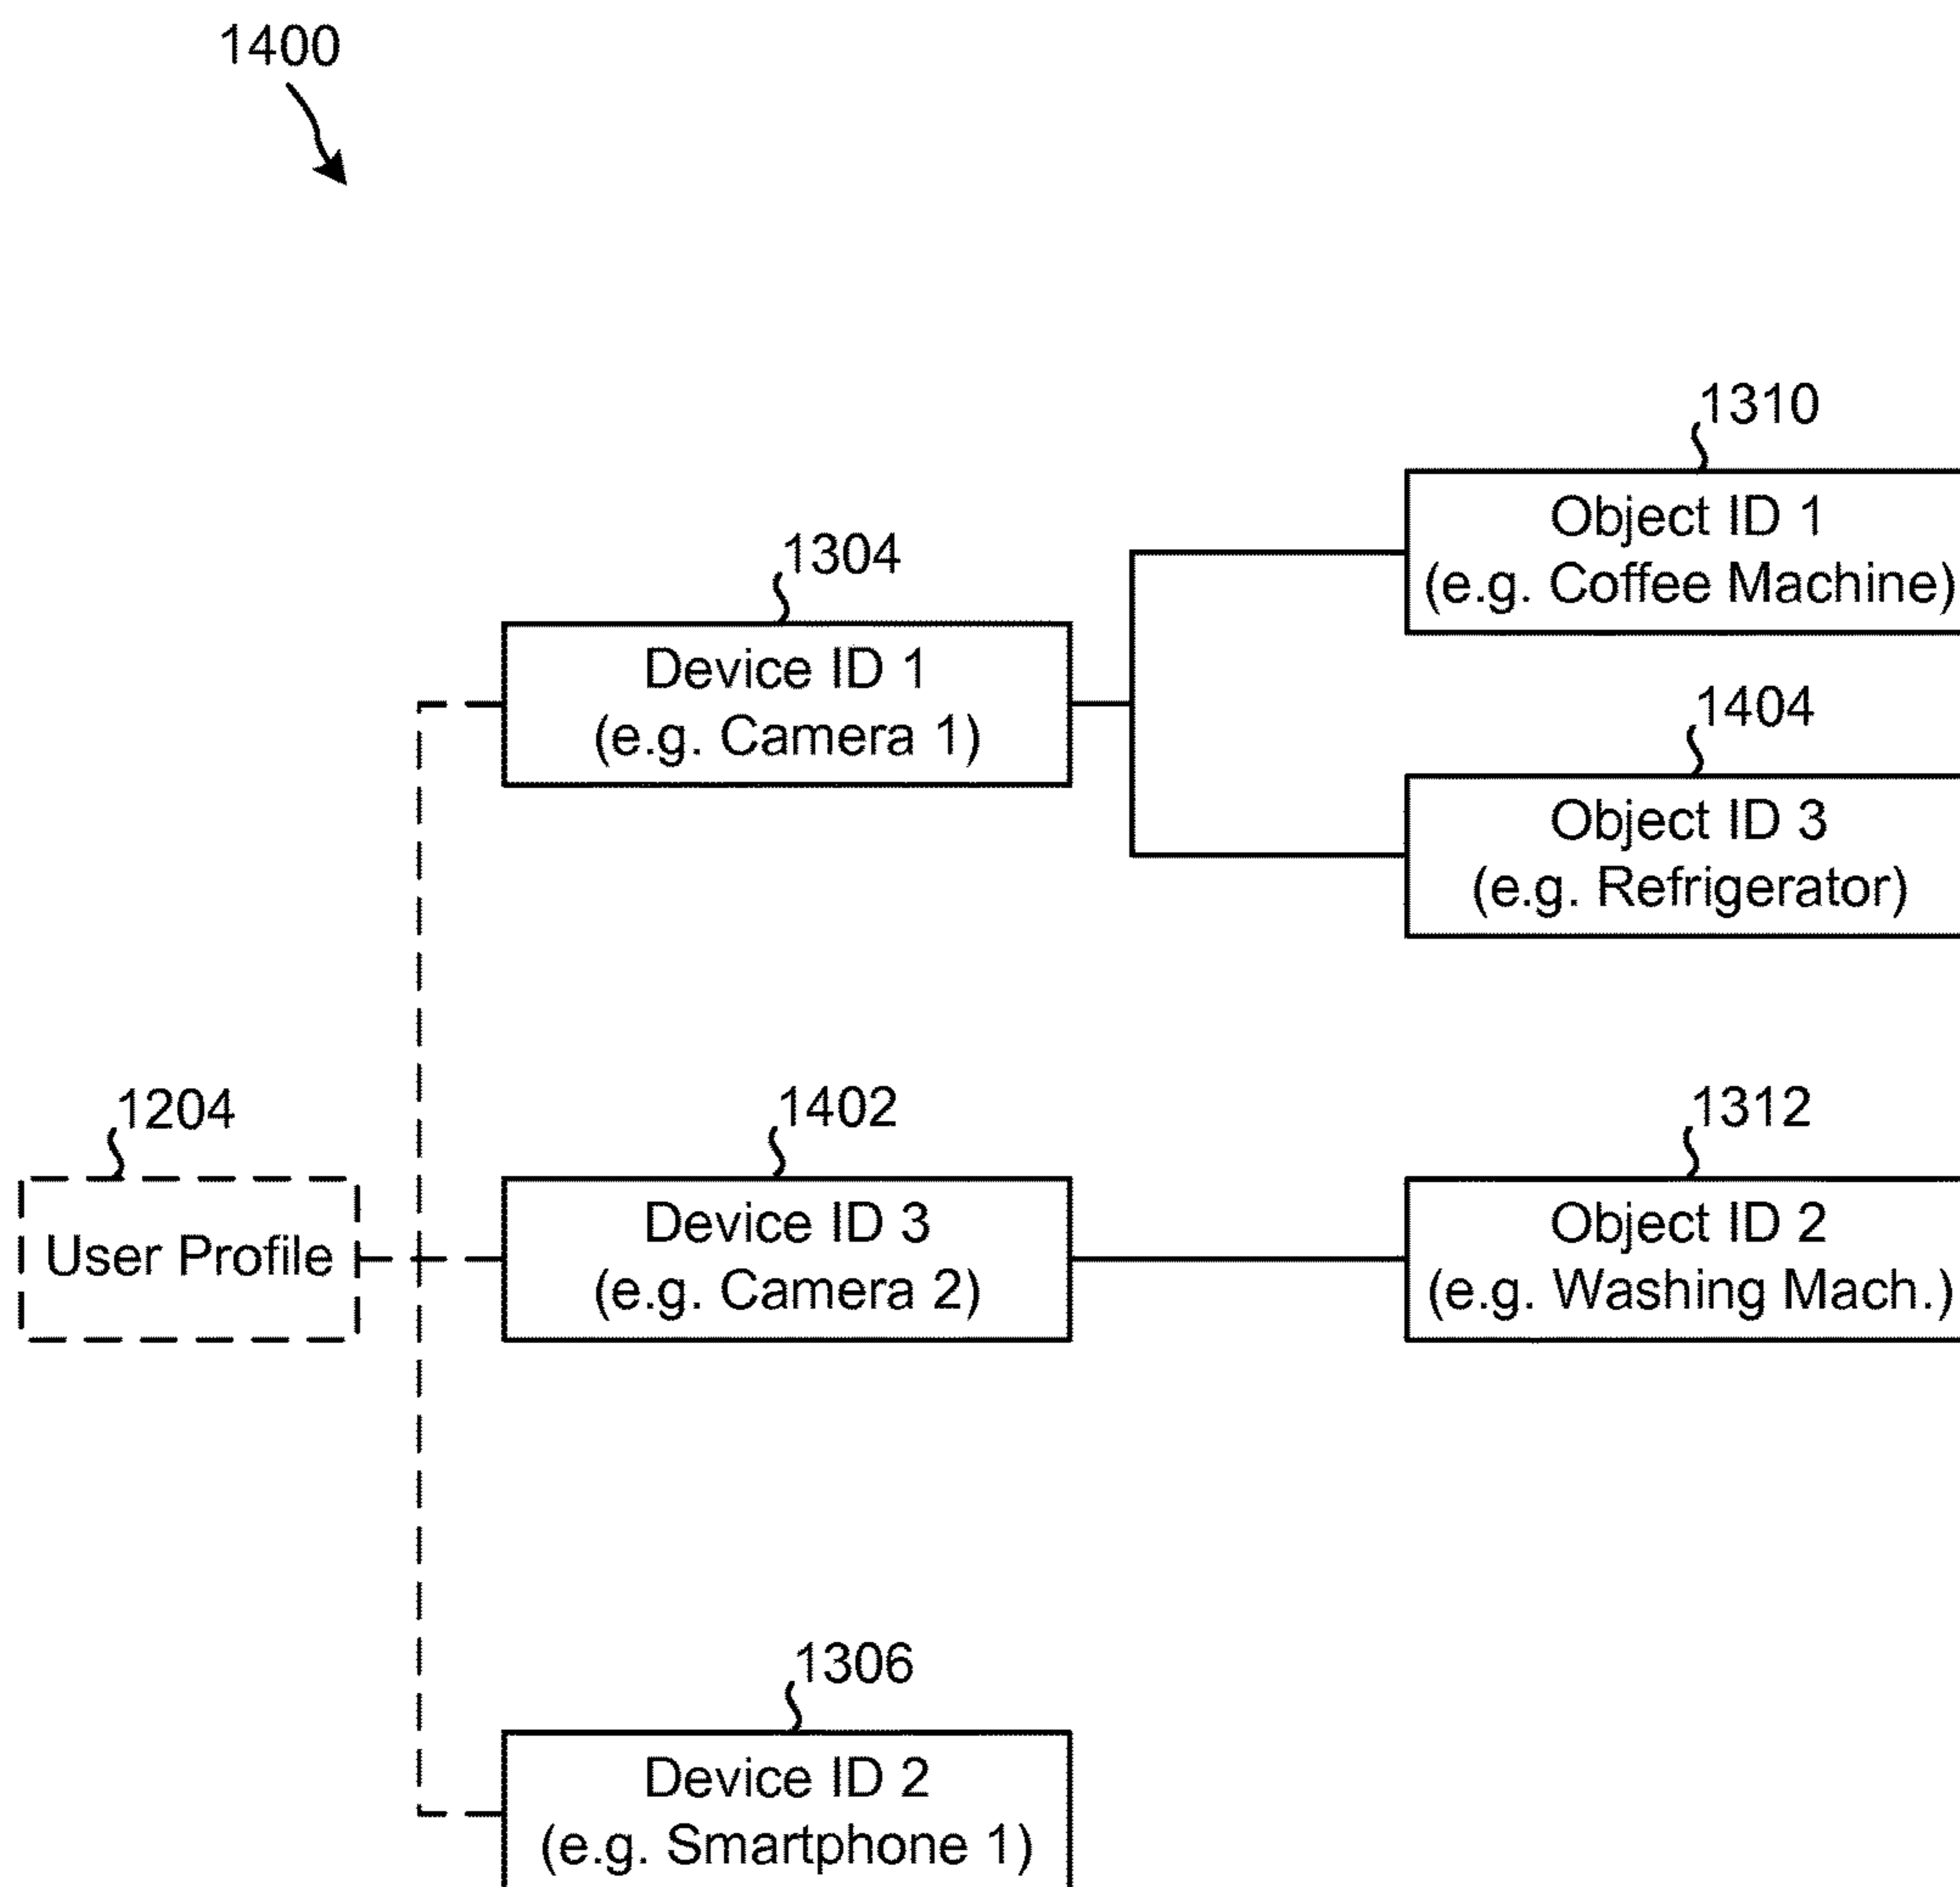 1400
1310
Object ID 1
(e.g. Coffee Machine)
1304
Device ID 1
(e.g. Camera 1)
1404
Object ID 3
(e.g. Refrigerator)
1204
User Profile
1402
Device ID 3
(e.g. Camera 2)
1312
Object ID 2
(e.g. Washing Mach.)
1306
Device ID 2
(e.g. Smartphone 1)